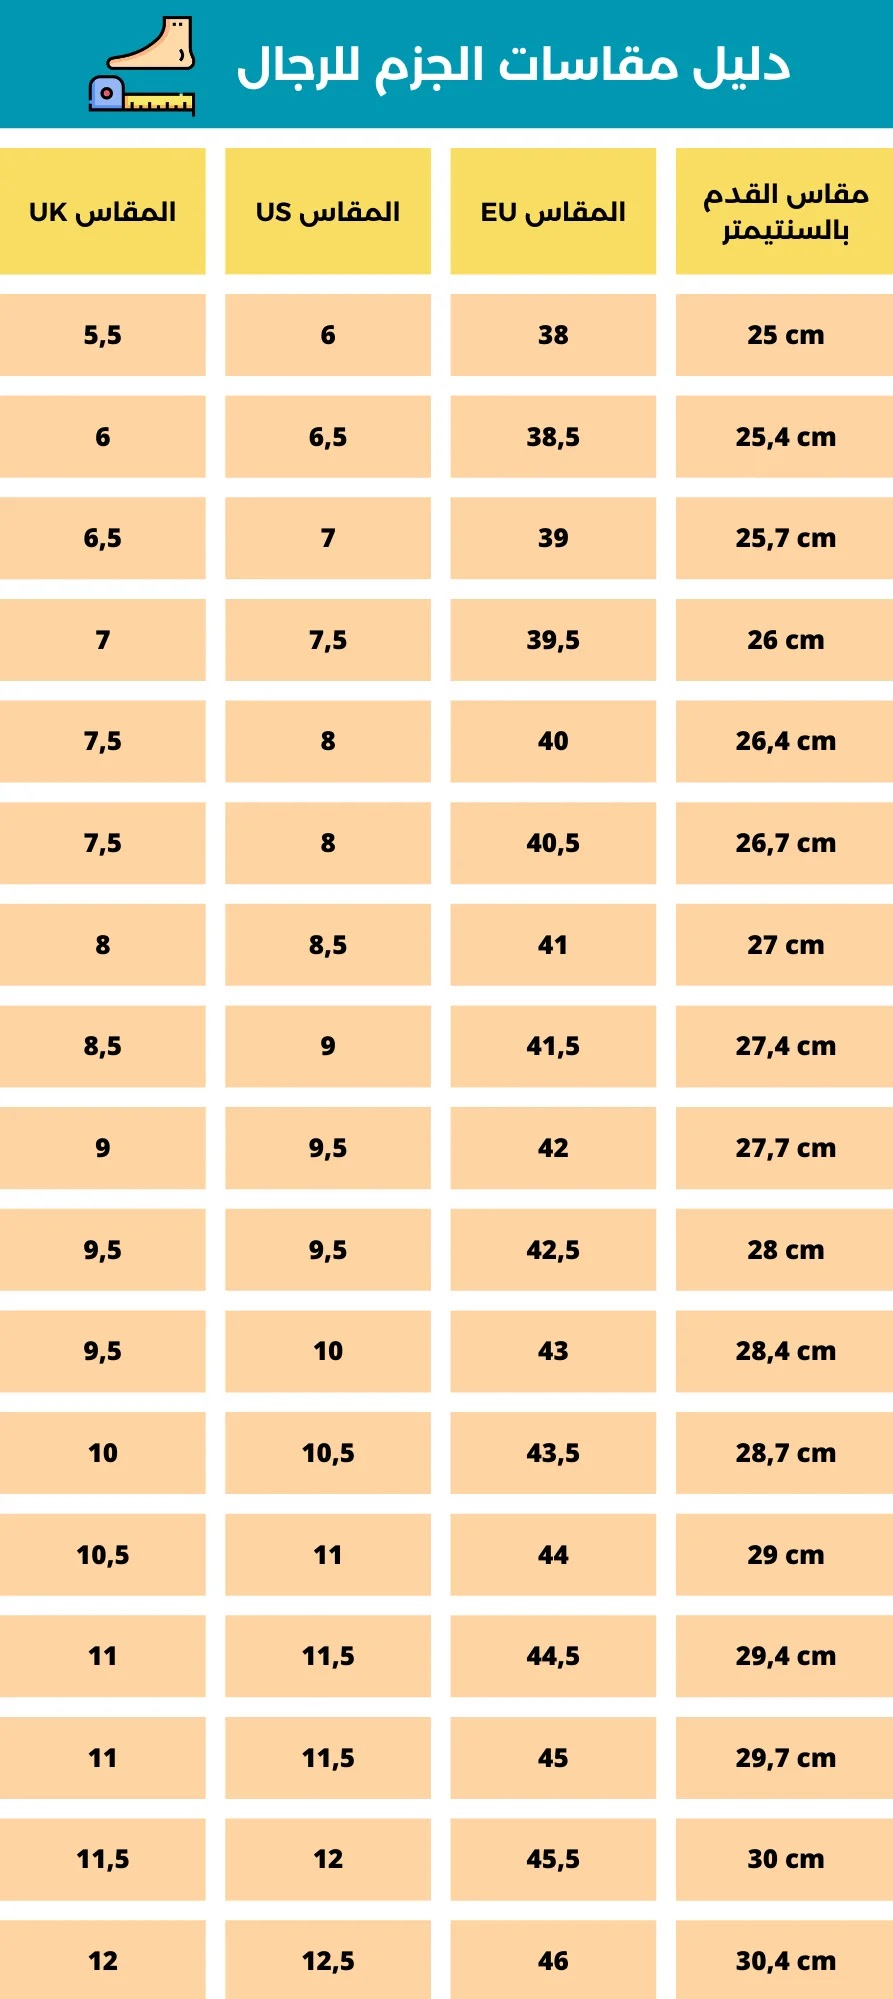 دليل مقاسات الجزم للرجال
مقاس القدم بالسنتيمتر	المقاس EU	المقاس US	المقاس UK
25 cm	38	6	5,5
25,4 cm	38,5	6,5	6
25,7 cm	39	7	6,5
26 cm	39,5	7,5	7
26,4 cm	40	8	7,5
26,7 cm	40,5	8	7,5
27 cm	41	8,5	8
27,4 cm	41,5	9	8,5
27,7 cm	42	9,5	9
28 cm	42,5	9,5	9,5
28,4 cm	43	10	9,5
28,7 cm	43,5	10,5	10
29 cm	44	11	10,5
29,4 cm	44,5	11,5	11
29,7 cm	45	11,5	11
30 cm	45,5	12	11,5
30,4 cm	46	12,5	12